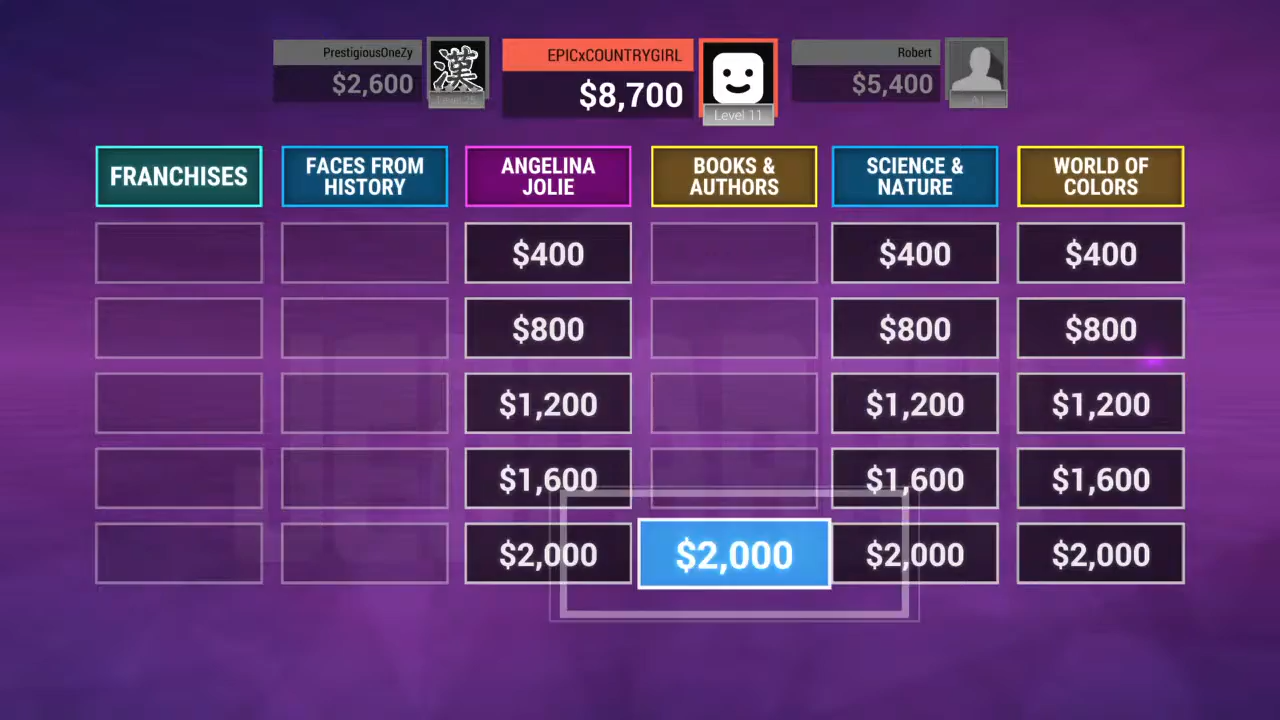 PrestigiousOneZy
$2,600
漢
Level 25
EPICxCOUNTRYGIRL
$8,700
Level 11
Robert
$5,400
A.I.
FRANCHISES
FACES FROM
HISTORY
ANGELINA
JOLIE
BOOKS &
AUTHORS
SCIENCE &
NATURE
WORLD OF
COLORS
$400
$400
$400
$800
$800
$800
$1,200
$1,200
$1,200
$1,600
$1,600
$1,600
$2,000
$2,000
$2,000
$2,000